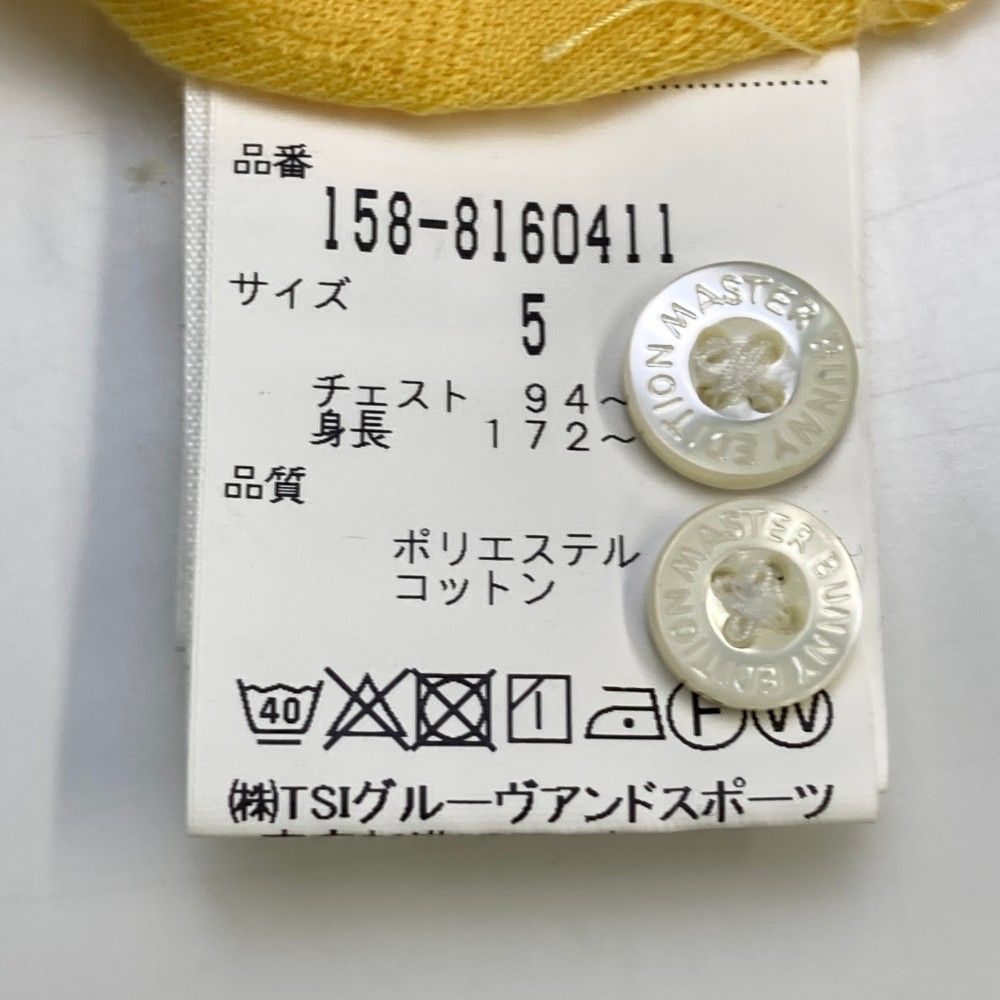 品番
158-8160411
サイズ
5
チェスト 94~
身長 172~
品質
ポリエステル
コットン
MASTER BUNNY EDITION
MASTER BUNNY EDITION
40
F W
㈱TSIグルーヴアンドスポーツ